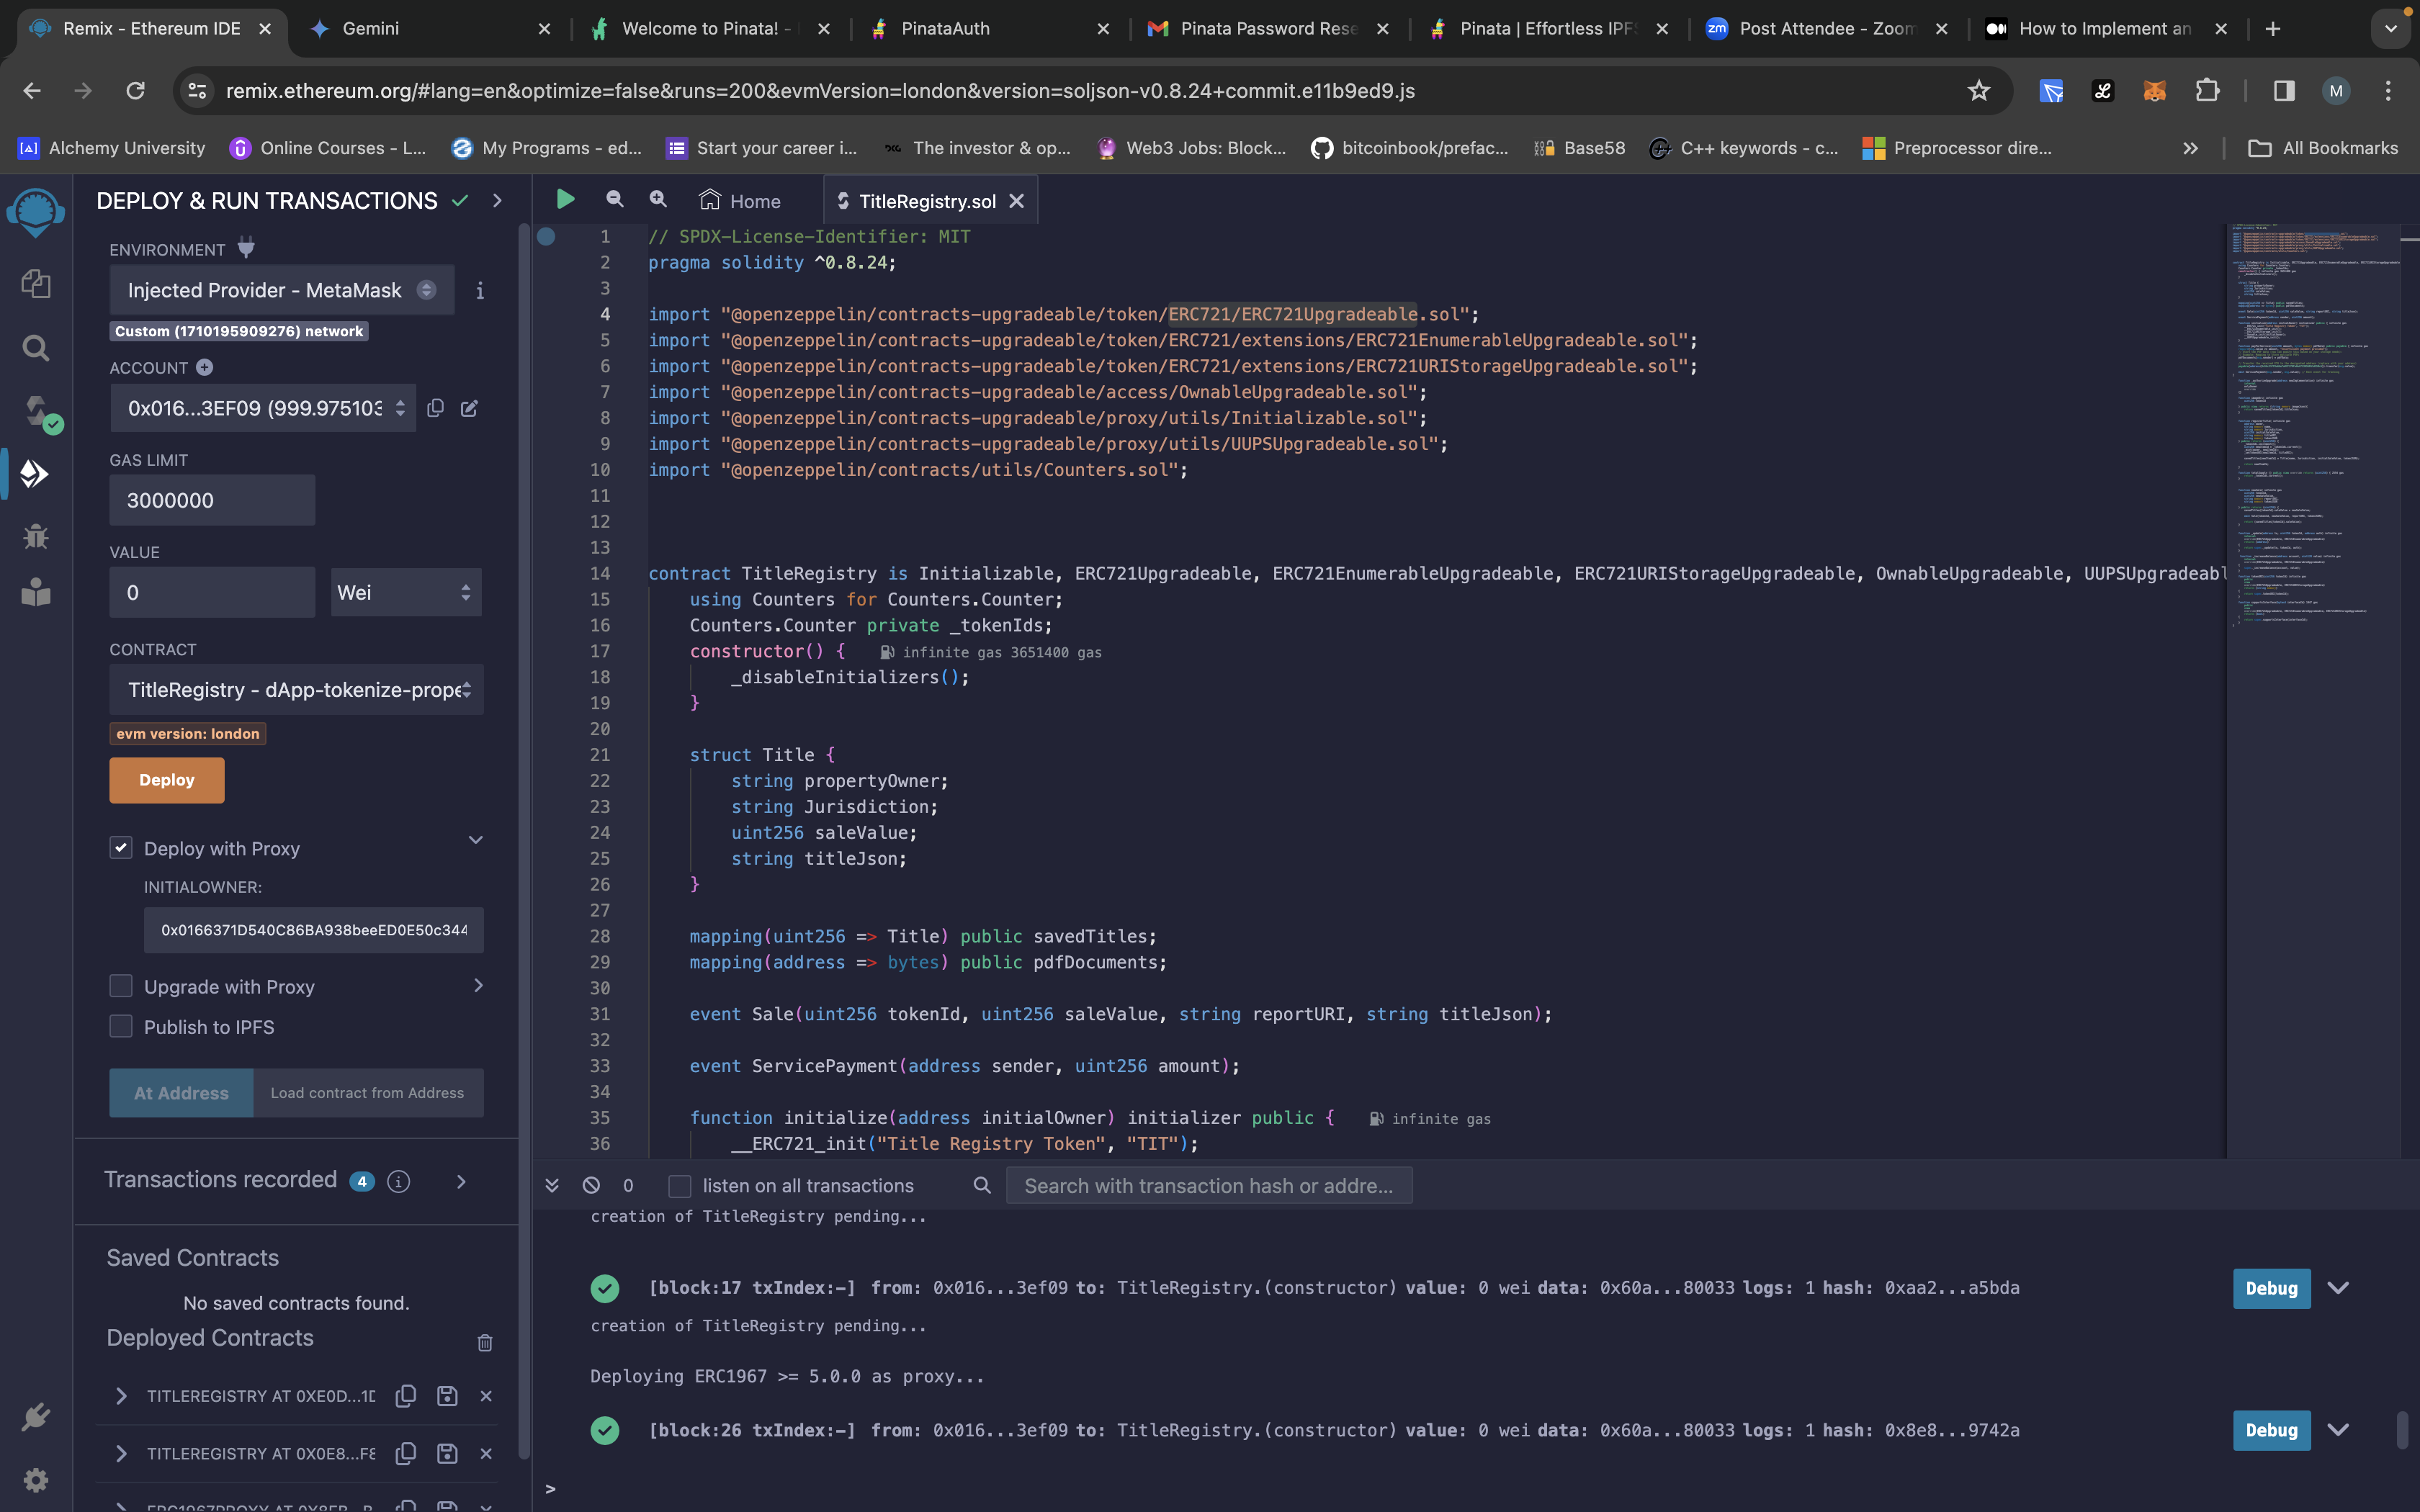 Remix - Ethereum IDE
Gemini
Welcome to Pinata! -
PinataAuth
Pinata Password Rese
Pinata | Effortless IPFS
zm Post Attendee - Zoom
How to Implement an
remix.ethereum.org/#lang=en&optimize=false&runs=200&evmVersion=london&version=soljson-v0.8.24+commit.e11b9ed9.js
M
Alchemy University
Online Courses - L...
My Programs - ed...
Start your career i...
The investor & op...
Web3 Jobs: Block...
bitcoinbook/prefac...
Base58
C++ keywords - c...
Preprocessor dire...
All Bookmarks
DEPLOY & RUN TRANSACTIONS
ENVIRONMENT
Injected Provider - MetaMask
Custom (1710195909276) network
ACCOUNT
0x016...3EF09 (999.975103
GAS LIMIT
3000000
VALUE
0
Wei
CONTRACT
TitleRegistry - dApp-tokenize-prope
evm version: london
Deploy
Deploy with Proxy
INITIALOWNER:
0x0166371D540C86BA938beeED0E50c344
Upgrade with Proxy
Publish to IPFS
At Address
Load contract from Address
Transactions recorded 4
Saved Contracts
No saved contracts found.
Deployed Contracts
TITLEREGISTRY AT 0XE0D...1D
TITLEREGISTRY AT 0X0E8...F8
Home
TitleRegistry.sol
1 // SPDX-License-Identifier: MIT
2 pragma solidity ^0.8.24;
3
4 import "@openzeppelin/contracts-upgradeable/token/ERC721/ERC721Upgradeable.sol";
5 import "@openzeppelin/contracts-upgradeable/token/ERC721/extensions/ERC721EnumerableUpgradeable.sol";
6 import "@openzeppelin/contracts-upgradeable/token/ERC721/extensions/ERC721URIStorageUpgradeable.sol";
7 import "@openzeppelin/contracts-upgradeable/access/OwnableUpgradeable.sol";
8 import "@openzeppelin/contracts-upgradeable/proxy/utils/Initializable.sol";
9 import "@openzeppelin/contracts-upgradeable/proxy/utils/UUPSUpgradeable.sol";
10 import "@openzeppelin/contracts/utils/Counters.sol";
11
12
13
14 contract TitleRegistry is Initializable, ERC721Upgradeable, ERC721EnumerableUpgradeable, ERC721URIStorageUpgradeable, OwnableUpgradeable, UUPSUpgradeabl
15 using Counters for Counters.Counter;
16 Counters.Counter private _tokenIds;
17 constructor() { infinite gas 3651400 gas
18 _disableInitializers();
19 }
20
21 struct Title {
22 string propertyOwner;
23 string Jurisdiction;
24 uint256 saleValue;
25 string titleJson;
26 }
27
28 mapping(uint256 => Title) public savedTitles;
29 mapping(address => bytes) public pdfDocuments;
30
31 event Sale(uint256 tokenId, uint256 saleValue, string reportURI, string titleJson);
32
33 event ServicePayment(address sender, uint256 amount);
34
35 function initialize(address initialOwner) initializer public { infinite gas
36 __ERC721_init("Title Registry Token", "TIT");
0
listen on all transactions
Search with transaction hash or addre...
creation of TitleRegistry pending...
[block:17 txIndex:-] from: 0x016...3ef09 to: TitleRegistry.(constructor) value: 0 wei data: 0x60a...80033 logs: 1 hash: 0xaa2...a5bda
Debug
creation of TitleRegistry pending...
Deploying ERC1967 >= 5.0.0 as proxy...
[block:26 txIndex:-] from: 0x016...3ef09 to: TitleRegistry.(constructor) value: 0 wei data: 0x60a...80033 logs: 1 hash: 0x8e8...9742a
Debug
>